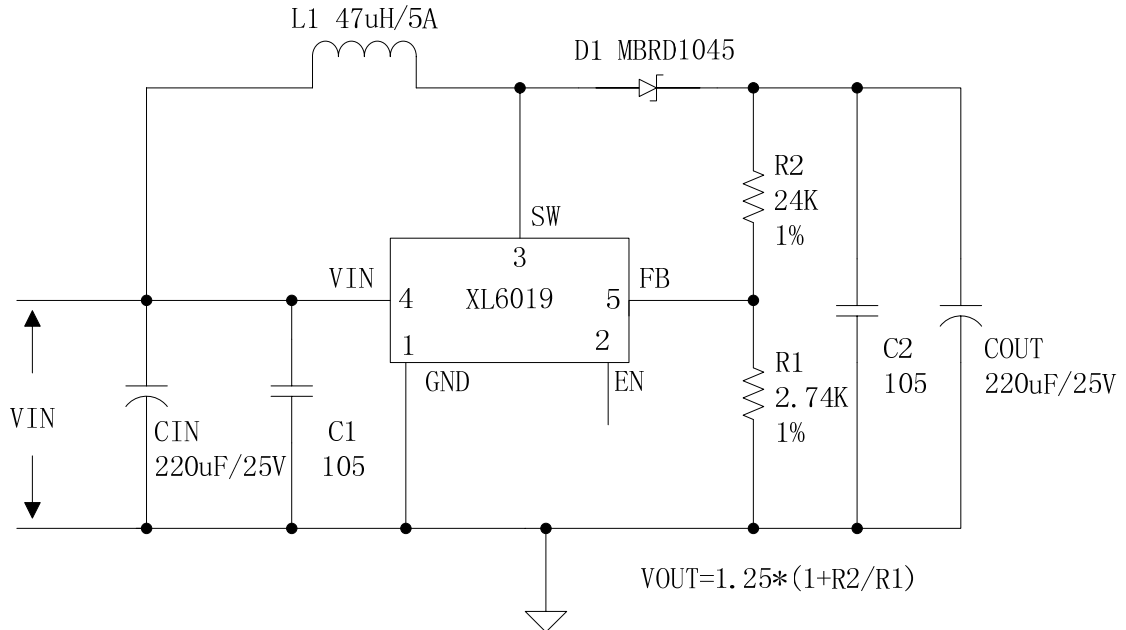 L1 47uH/5A
D1 MBRD1045
R2
24K
1%
SW
3
VIN
4
XL6019
5
FB
1
2
GND
EN
R1
2.74K
1%
C2
105
COUT
220uF/25V
VIN
CIN
220uF/25V
C1
105
VOUT=1.25*(1+R2/R1)